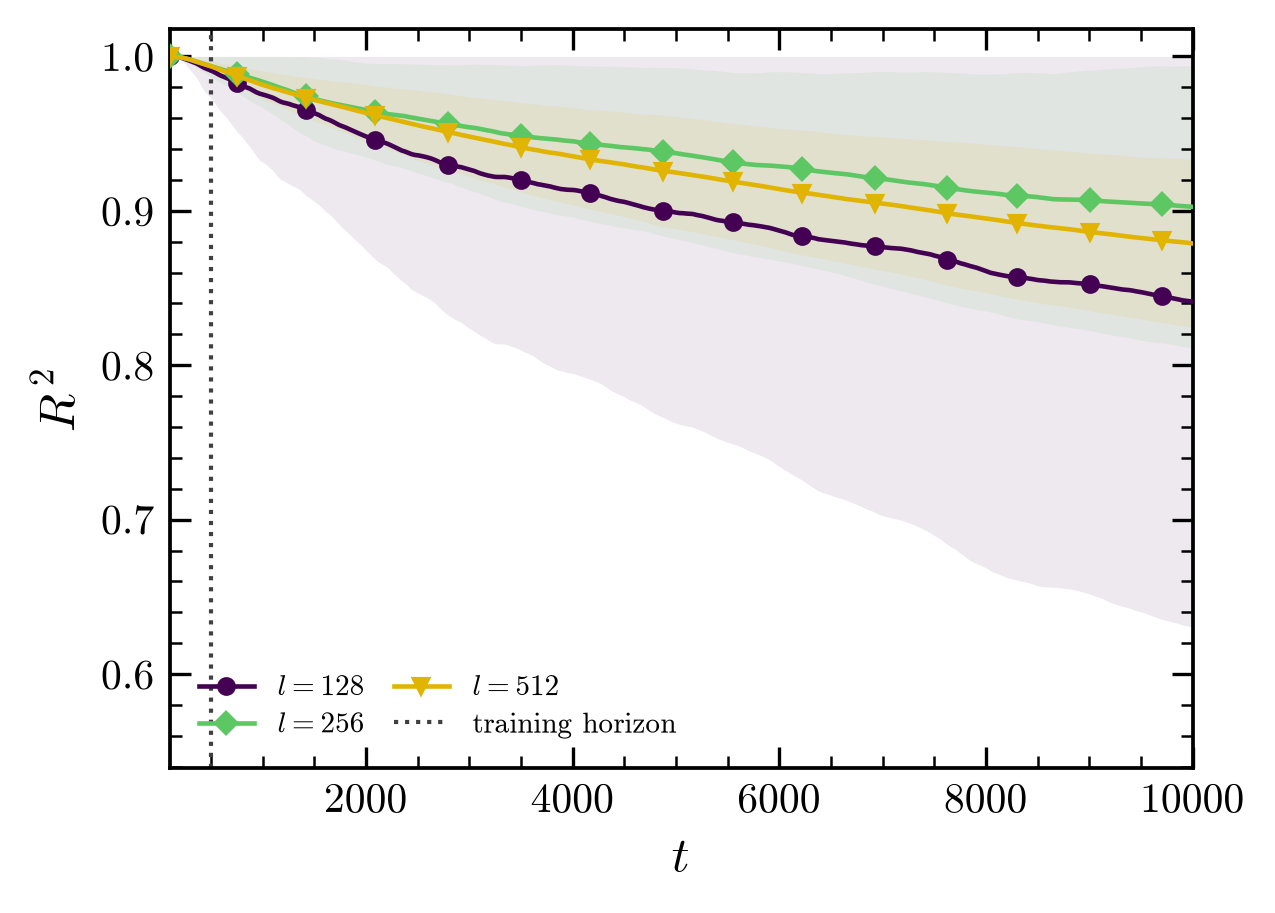 1.0
0.9
0.8
0.7
0.6
R²
l = 128
l = 512
l = 256
training horizon
2000 4000 6000 8000 10000
t